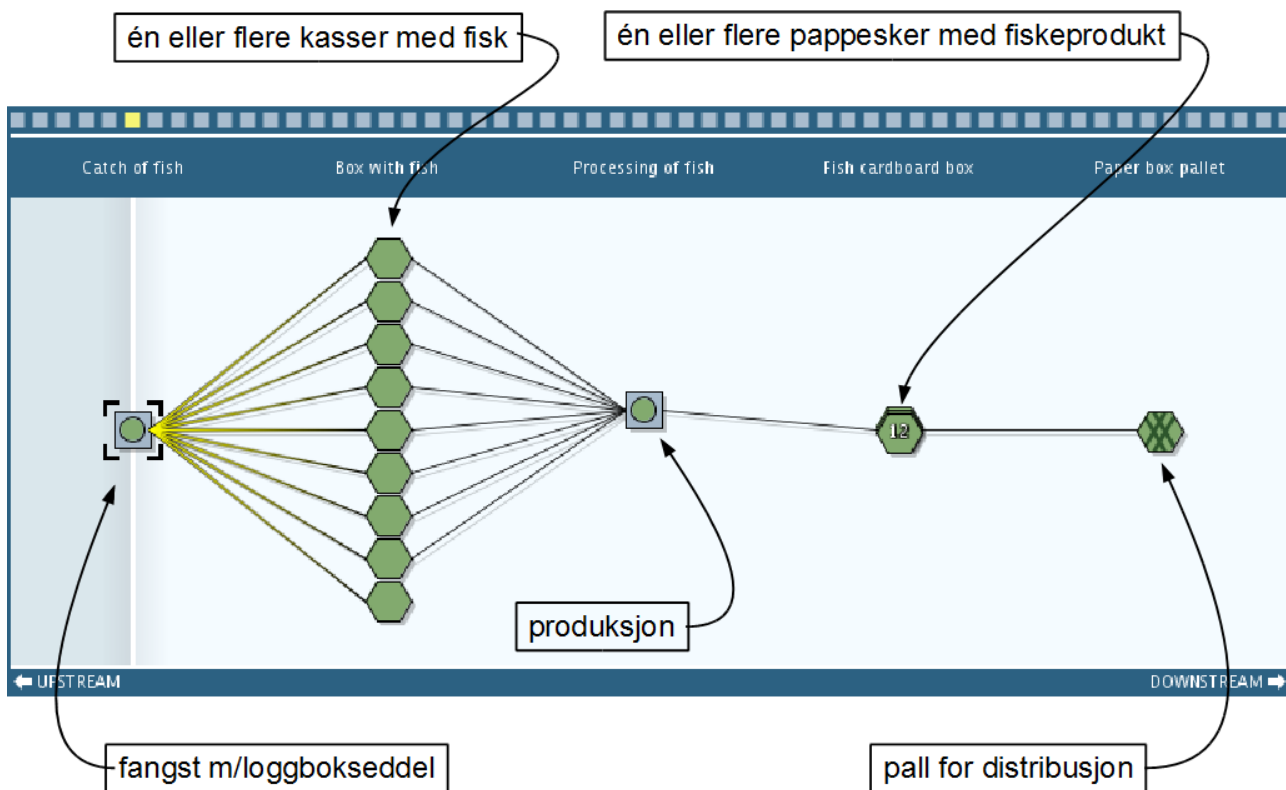 én eller flere kasser med fisk
én eller flere pappesker med fiskeprodukt
Catch of fish
Box with fish
Processing of fish
Fish cardboard box
Paper box pallet
12
produksjon
UPSTREAM
DOWNSTREAM
fangst m/loggbokseddel
pall for distribusjon